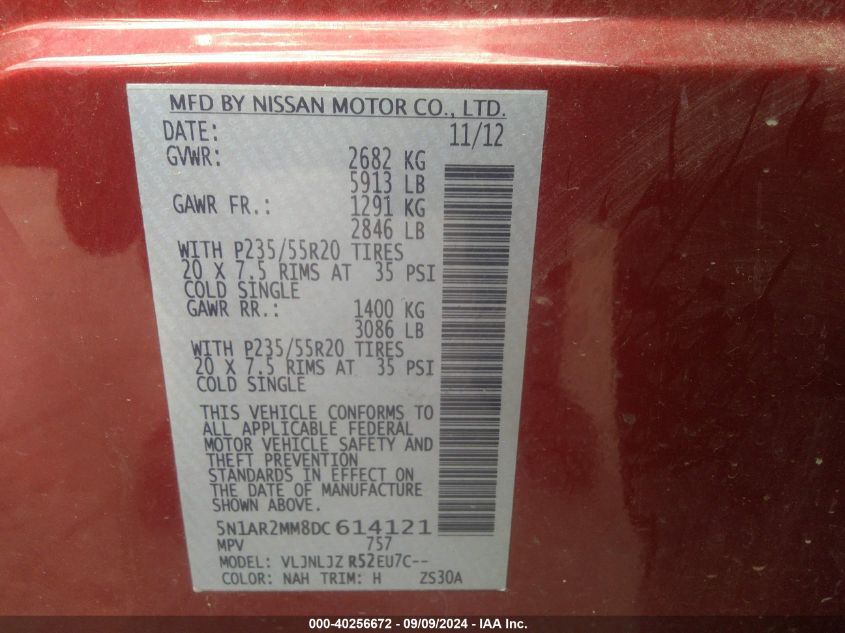 MFD BY NISSAN MOTOR CO., LTD.
DATE: 11/12
GVWR: 2682 KG
5913 LB
GAWR FR.: 1291 KG
2846 LB
WITH P235/55R20 TIRES
20 X 7.5 RIMS AT 35 PSI
COLD SINGLE
GAWR RR.: 1400 KG
3086 LB
WITH P235/55R20 TIRES
20 X 7.5 RIMS AT 35 PSI
COLD SINGLE
THIS VEHICLE CONFORMS TO
ALL APPLICABLE FEDERAL
MOTOR VEHICLE SAFETY AND
THEFT PREVENTION
STANDARDS IN EFFECT ON
THE DATE OF MANUFACTURE
SHOWN ABOVE.
5N1AR2MM8DC614121
MPV 757
MODEL: VLJNLJZ R52EU7C--
COLOR: NAH TRIM: H ZS30A
000-40256672 - 09/09/2024 - IAA Inc.